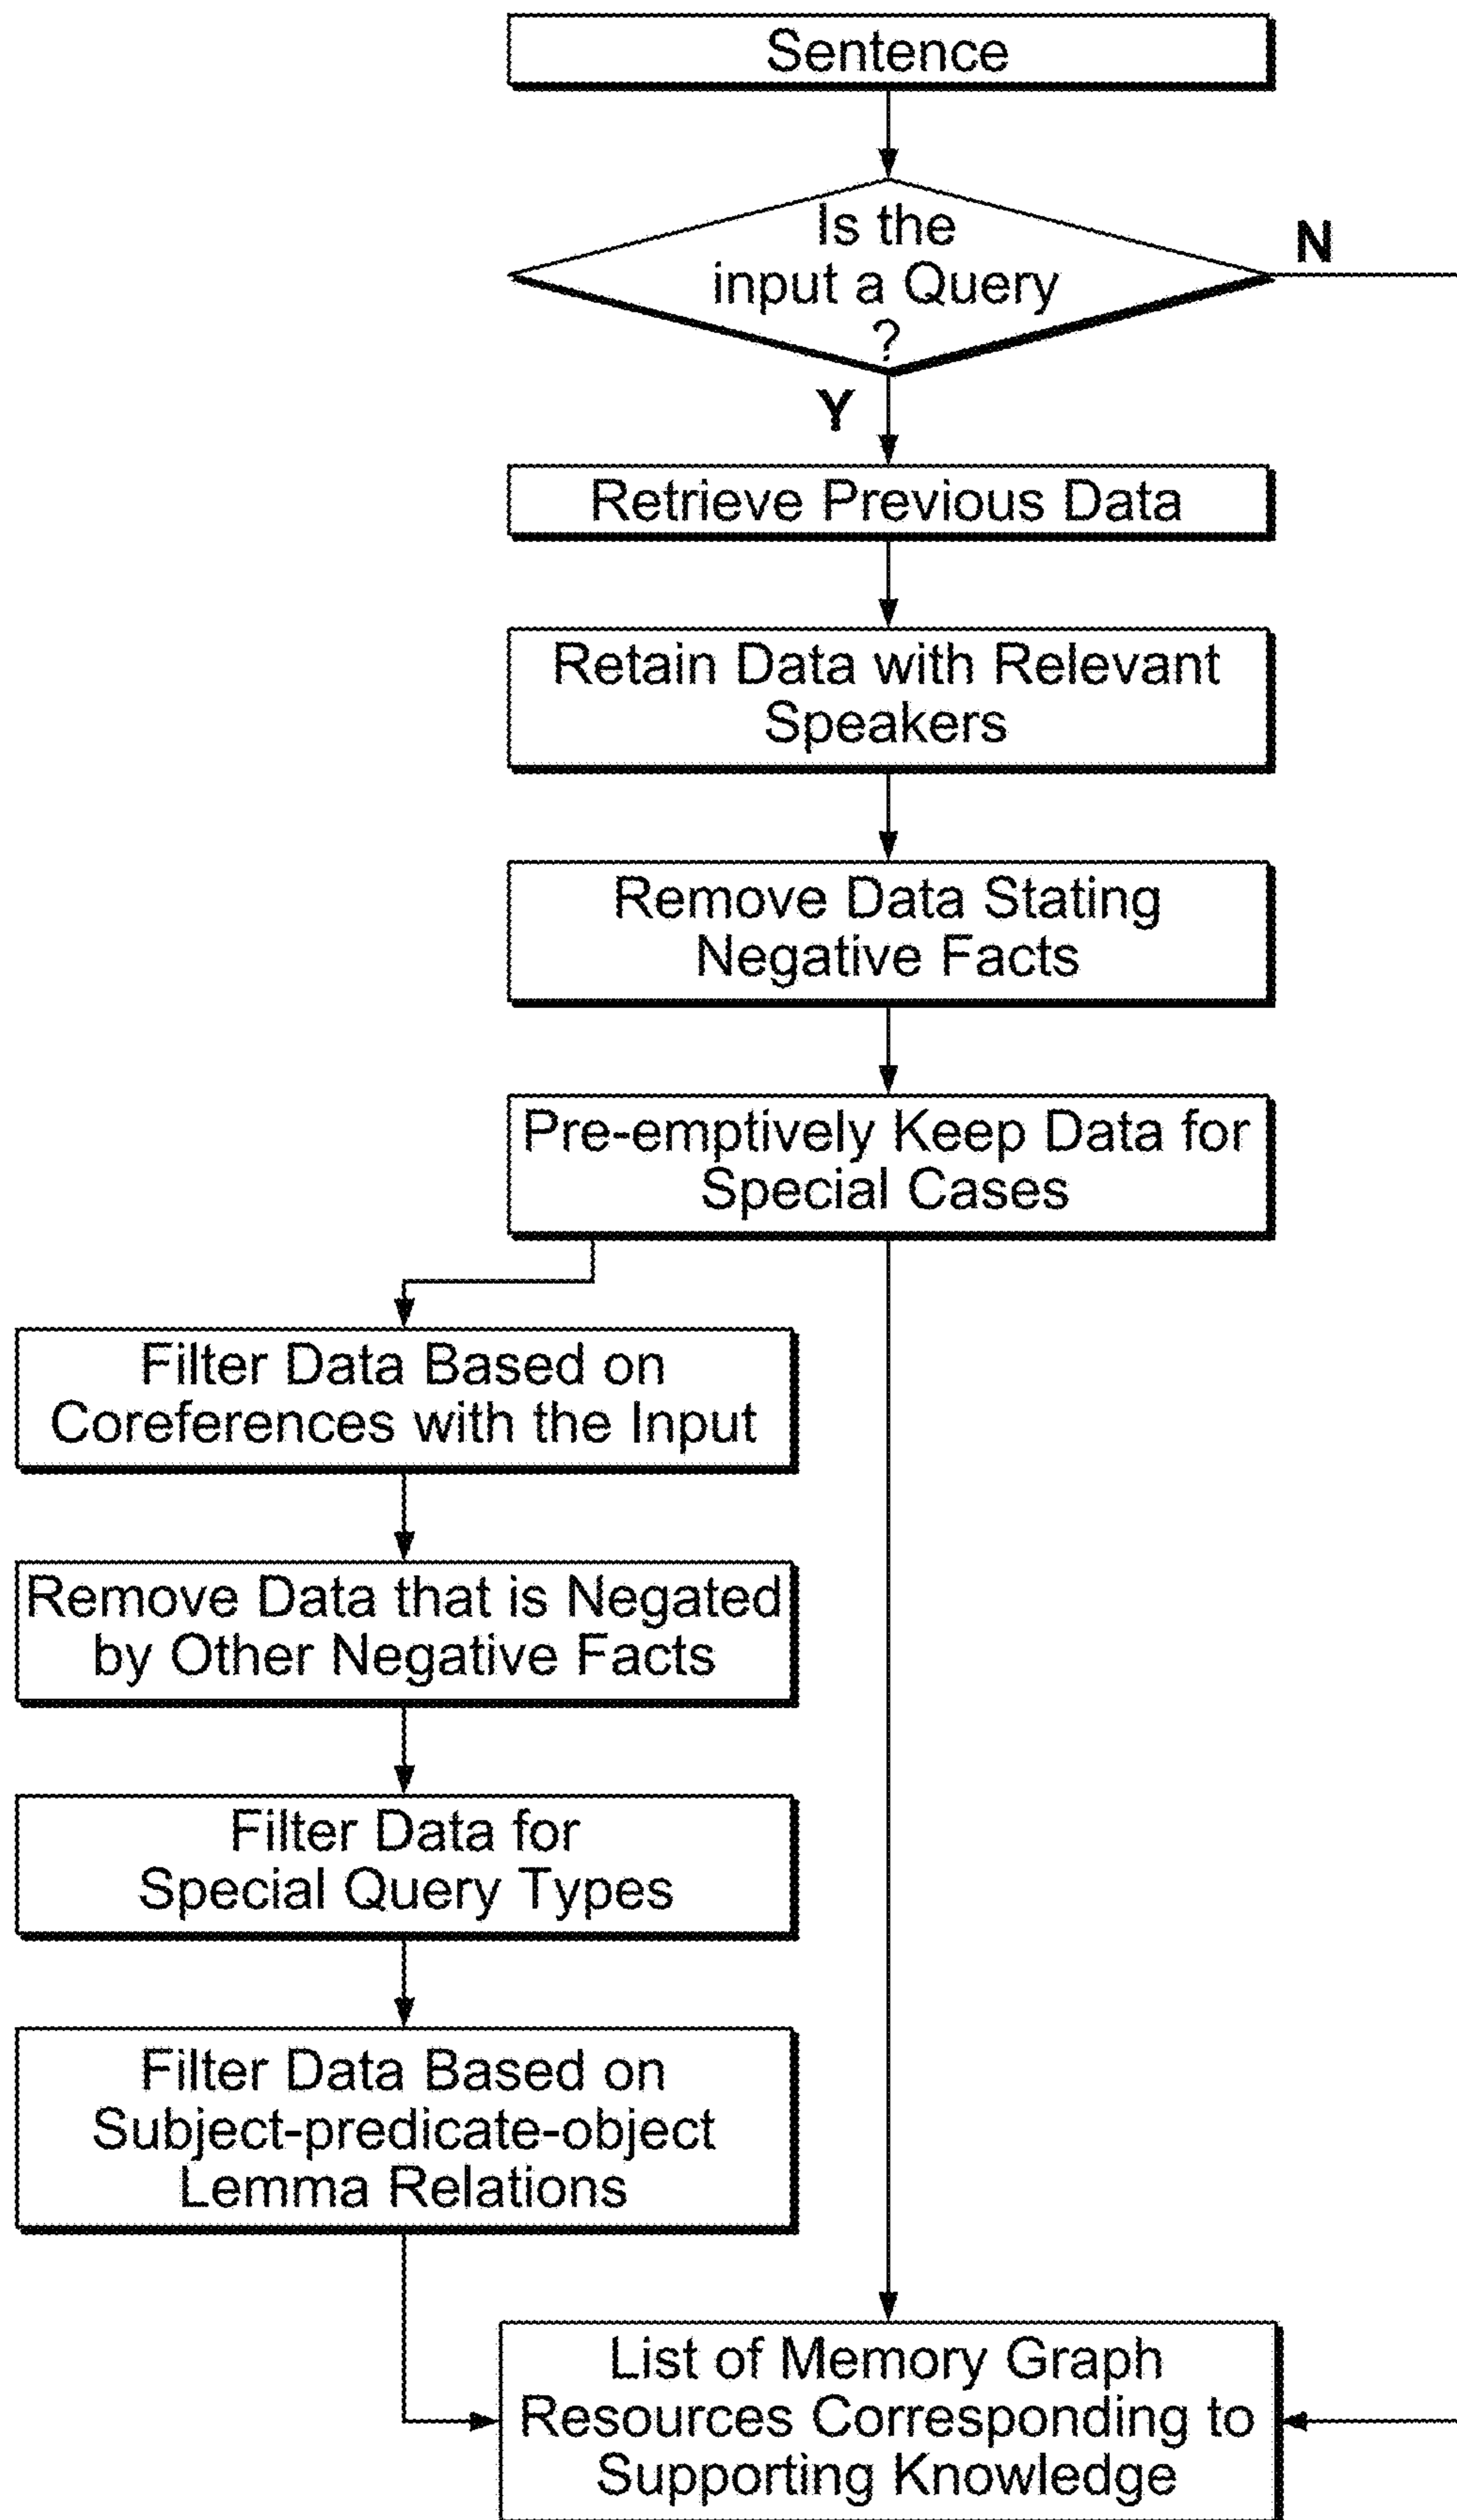 Sentence
Is the
input a Query
?
N
Y
Retrieve Previous Data
Retain Data with Relevant
Speakers
Remove Data Stating
Negative Facts
Pre-emptively Keep Data for
Special Cases
Filter Data Based on
Coreferences with the Input
Remove Data that is Negated
by Other Negative Facts
Filter Data for
Special Query Types
Filter Data Based on
Subject-predicate-object
Lemma Relations
List of Memory Graph
Resources Corresponding to
Supporting Knowledge